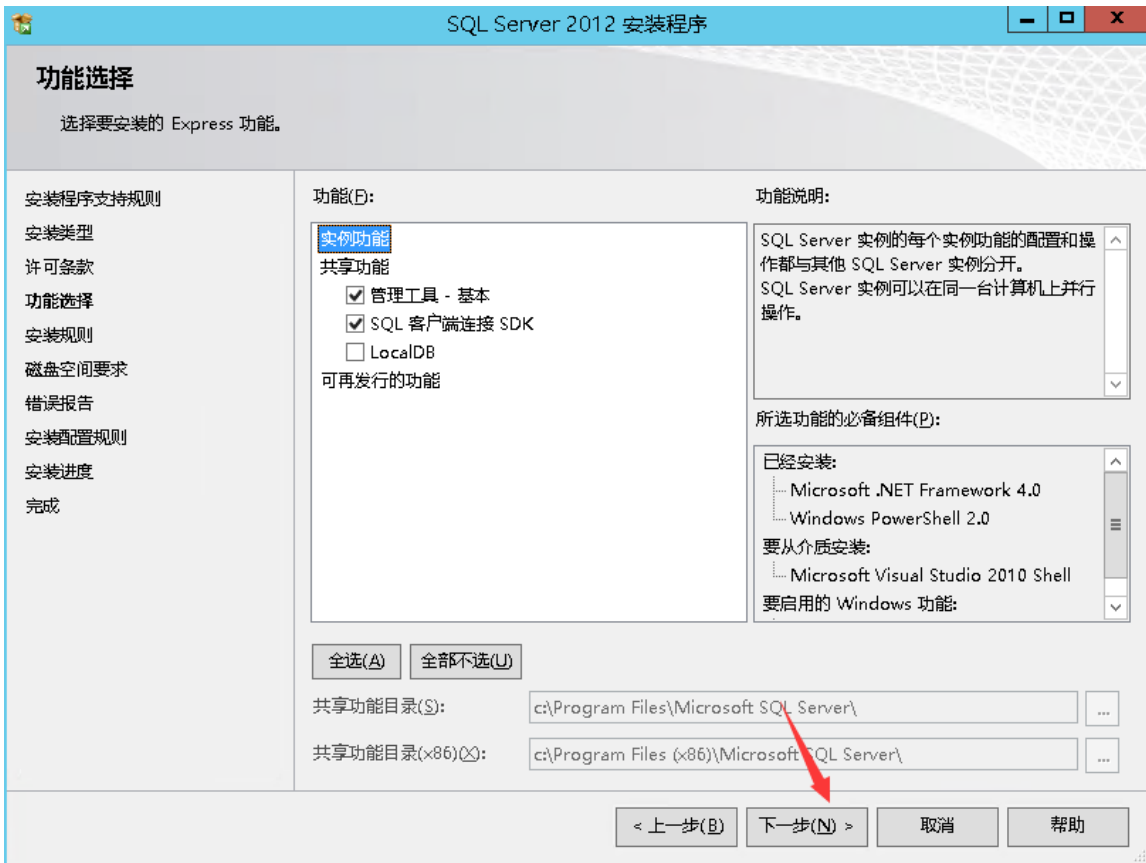 SQL Server 2012 安装程序
功能选择
选择要安装的 Express 功能。
安装程序支持规则
安装类型
许可条款
功能选择
安装规则
磁盘空间要求
错误报告
安装配置规则
安装进度
完成
功能(F):
实例功能
共享功能
管理工具 - 基本
SQL 客户端连接 SDK
LocalDB
可再发行的功能
功能说明:
SQL Server 实例的每个实例功能的配置和操
作都与其他 SQL Server 实例分开。
SQL Server 实例可以在同一台计算机上并行
操作。
所选功能的必备组件(P):
已经安装:
Microsoft .NET Framework 4.0
Windows PowerShell 2.0
要从介质安装:
Microsoft Visual Studio 2010 Shell
要启用的 Windows 功能:
全选(A)
全部不选(U)
共享功能目录(S):
c:\Program Files\Microsoft SQL Server\
...
共享功能目录(x86)(X):
c:\Program Files (x86)\Microsoft SQL Server\
...
< 上一步(B)
下一步(N) >
取消
帮助